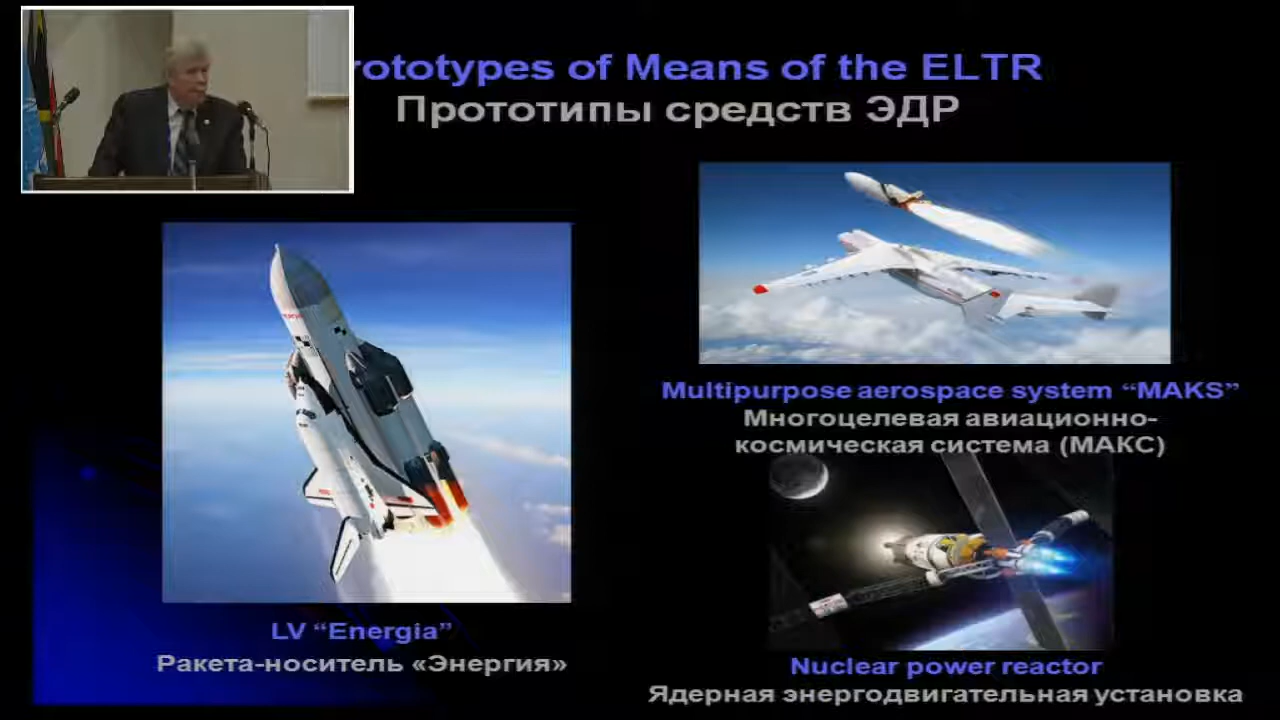 rototypes of Means of the ELTR
Прототипы средств ЭДР
Multipurpose aerospace system “MAKS”
Многоцелевая авиационно-
космическая система (МАКС)
LV “Energia”
Ракета-носитель «Энергия»
Nuclear power reactor
Ядерная энергодвигательная установка